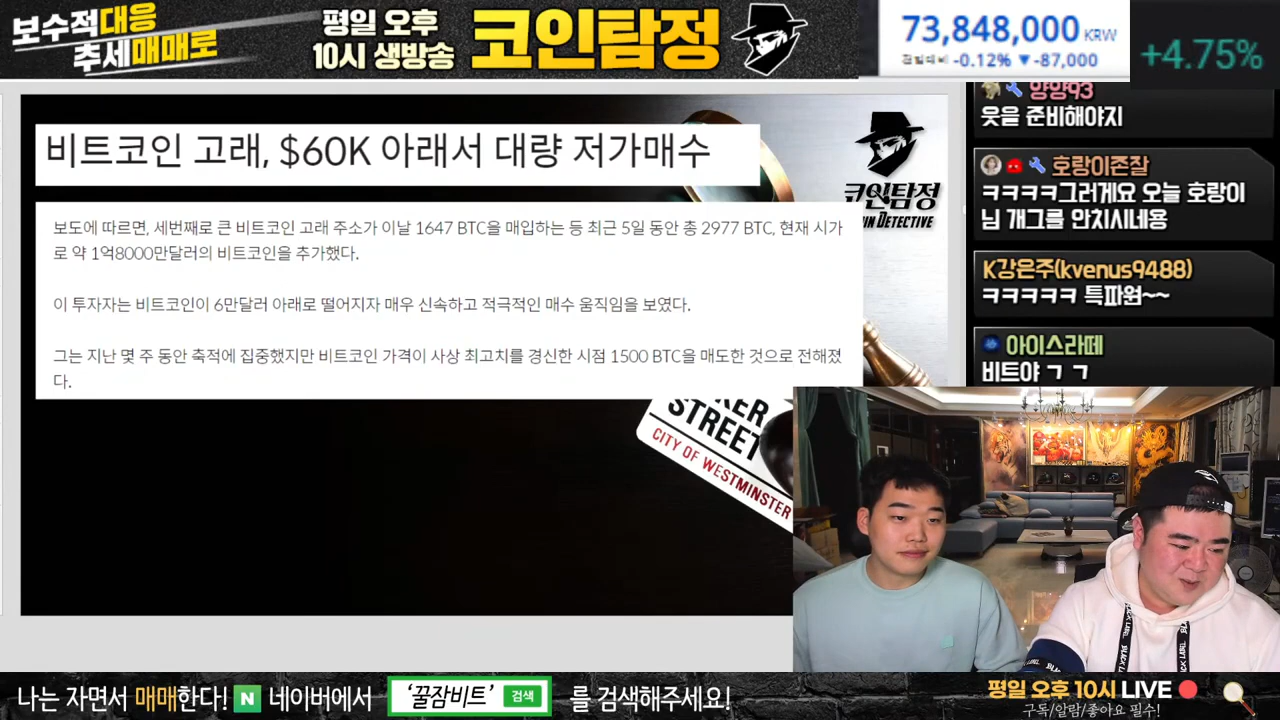 보수적대응
추세매매로
평일 오후
10시 생방송
코인탐정
73,848,000 KRW
전일대비 -0.12% ▼-87,000
+4.75%
비트코인 고래, $60K 아래서 대량 저가매수
보도에 따르면, 세번째로 큰 비트코인 고래 주소가 이날 1647 BTC을 매입하는 등 최근 5일 동안 총 2977 BTC, 현재 시가
로 약 1억8000만달러의 비트코인을 추가했다.
이 투자자는 비트코인이 6만달러 아래로 떨어지자 매우 신속하고 적극적인 매수 움직임을 보였다.
그는 지난 몇 주 동안 축적에 집중했지만 비트코인 가격이 사상 최고치를 경신한 시점 1500 BTC을 매도한 것으로 전해졌
다.
코인탐정
IN DETECTIVE
KER
STREET
CITY OF WESTMINSTER
양양93
웃을 준비해야지
호랑이존잘
ㅋㅋㅋㅋ그러게요 오늘 호랑이
님 개그를 안치시네용
K강은주(kvenus9488)
ㅋㅋㅋㅋㅋ 특파원~~
아이스라떼
비트야 ㄱ ㄱ
BLACK LABEL
나는 자면서 매매한다! N 네이버에서 '꿀잠비트' 검색 를 검색해주세요!
평일 오후 10시 LIVE
구독/알람/좋아요 필수!